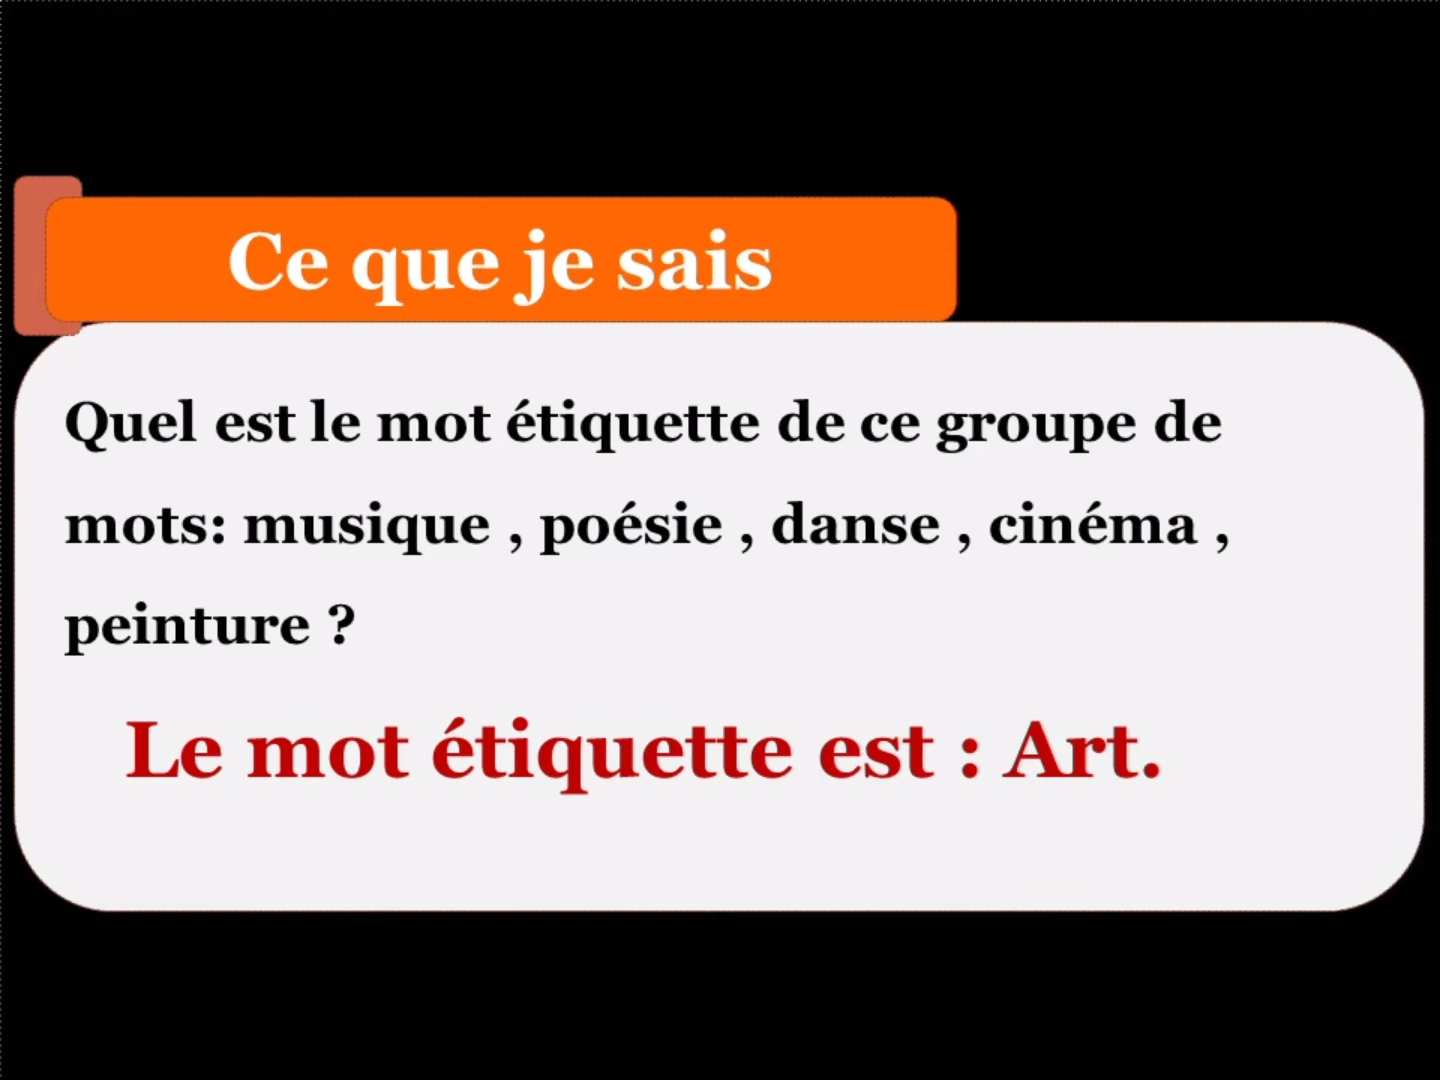 Ce que je sais
Quel est le mot étiquette de ce groupe de
mots: musique , poésie , danse , cinéma ,
peinture ?
Le mot étiquette est : Art.